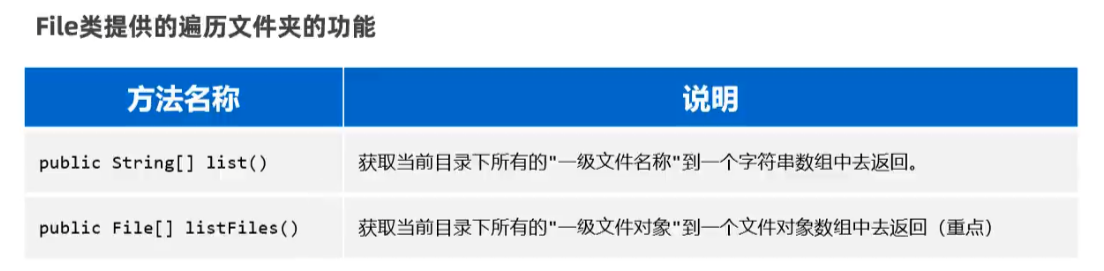 File类提供的遍历文件夹的功能
方法名称 说明
public String[] list() 获取当前目录下所有的"一级文件名称"到一个字符串数组中去返回。
public File[] listFiles() 获取当前目录下所有的"一级文件对象"到一个文件对象数组中去返回（重点）